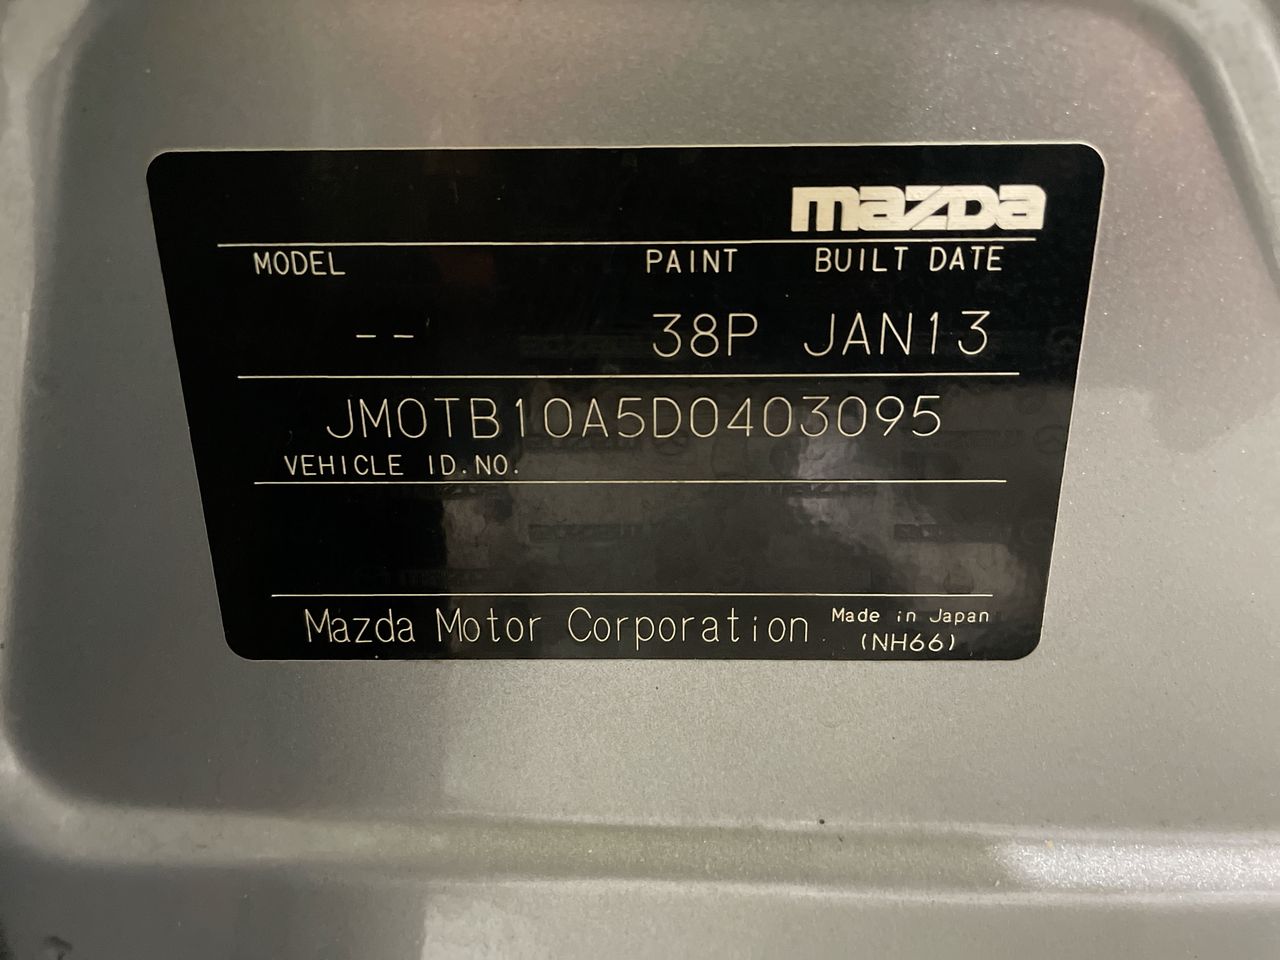 mazda
MODEL PAINT BUILT DATE
-- 38P JAN13
JM0TB10A5D0403095
VEHICLE ID.NO.
Mazda Motor Corporation Made in Japan
(NH66)